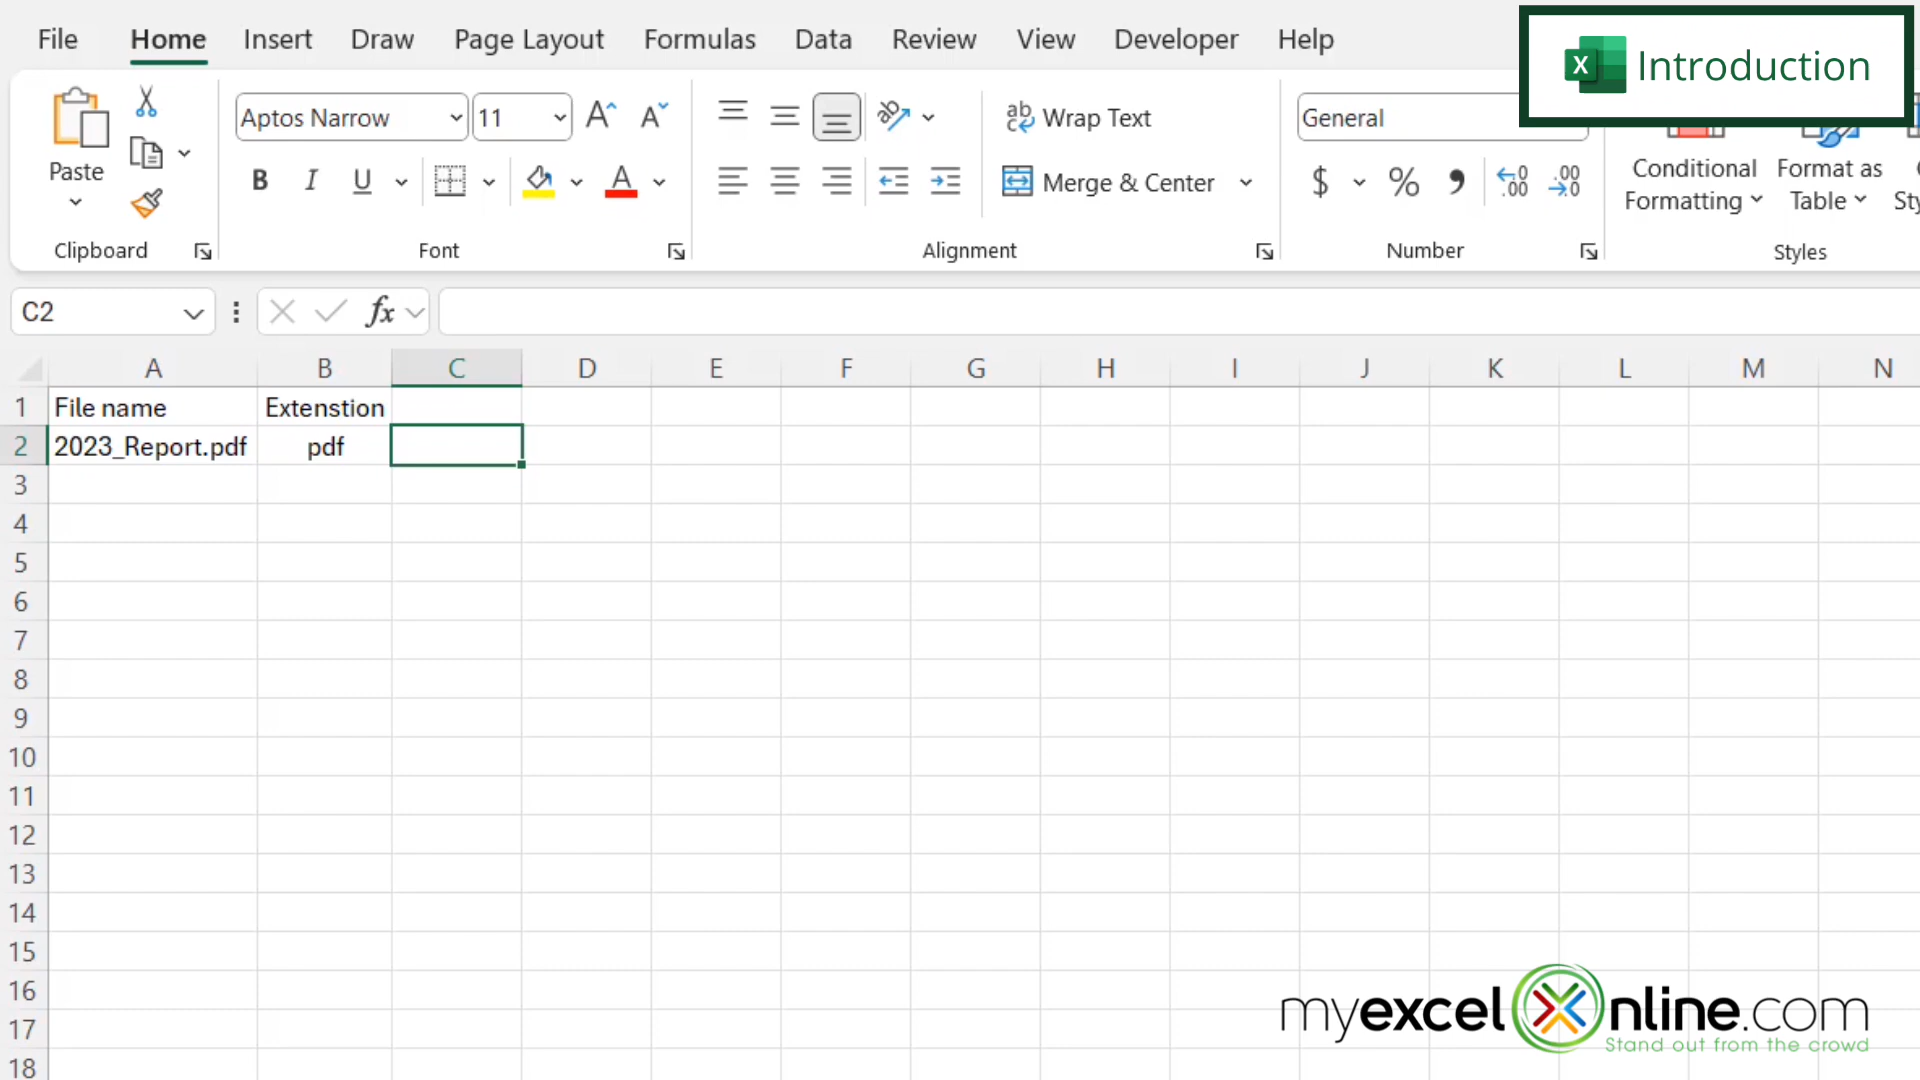 File Home Insert Draw Page Layout Formulas Data Review View Developer Help
Introduction
Aptos Narrow 11
Wrap Text
General
Paste
B I U
Merge & Center
$ % 9
Conditional
Formatting
Format as
Table
Clipboard Font Alignment Number Styles
C2 fx
A B C D E F G H I J K L M N
1 File name Extenstion
2 2023_Report.pdf pdf
3
4
5
6
7
8
9
10
11
12
13
14
15
16
17
18
myexcelonline.com
Stand out from the crowd